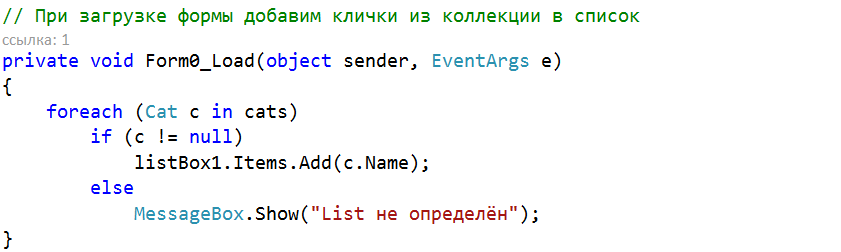 // При загрузке формы добавим клички из коллекции в список
ссылка: 1
private void Form0_Load(object sender, EventArgs e)
{
    foreach (Cat c in cats)
        if (c != null)
            listBox1.Items.Add(c.Name);
        else
            MessageBox.Show("List не определён");
}